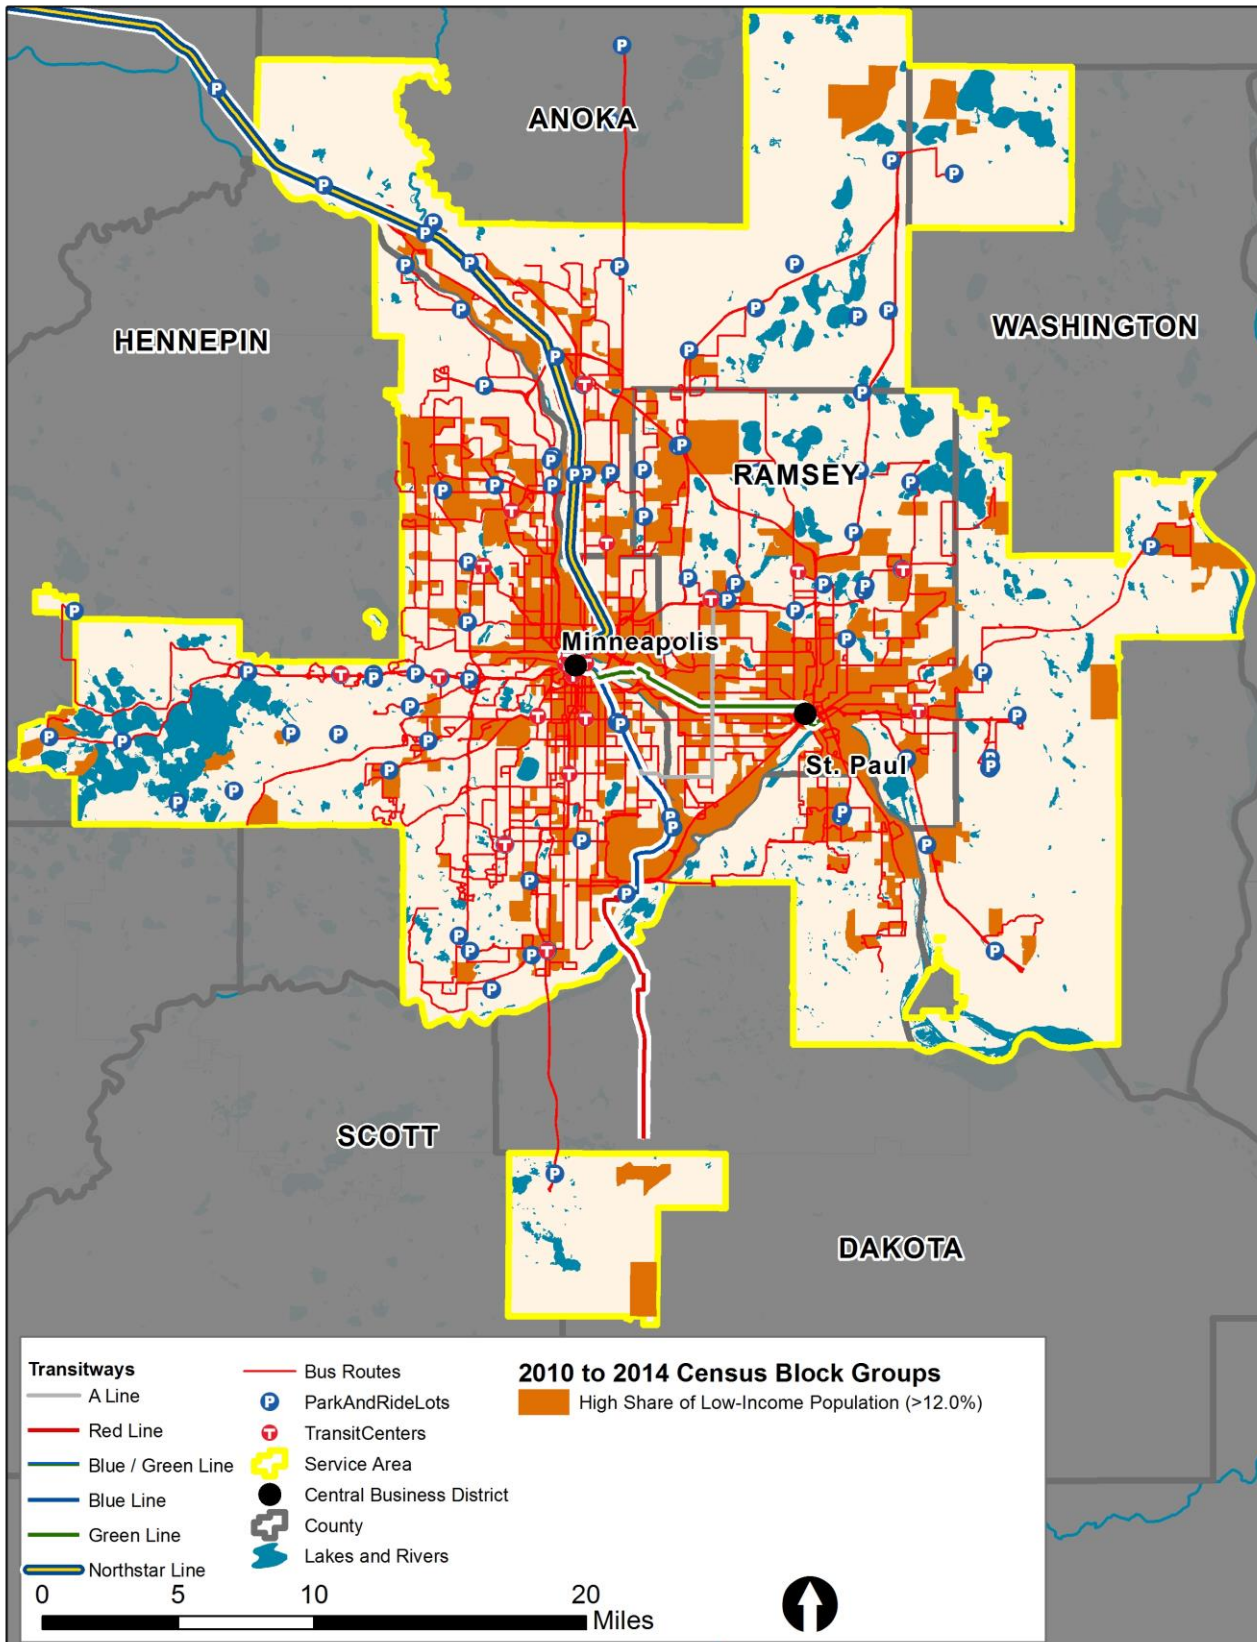 ANOKA
HENNEPIN
WASHINGTON
RAMSEY
Minneapolis
St. Paul
SCOTT
DAKOTA
Transitways
A Line
Red Line
Blue / Green Line
Blue Line
Green Line
Northstar Line
Bus Routes
P ParkAndRideLots
T TransitCenters
Service Area
Central Business District
County
Lakes and Rivers
2010 to 2014 Census Block Groups
High Share of Low-Income Population (>12.0%)
0 5 10 20
Miles